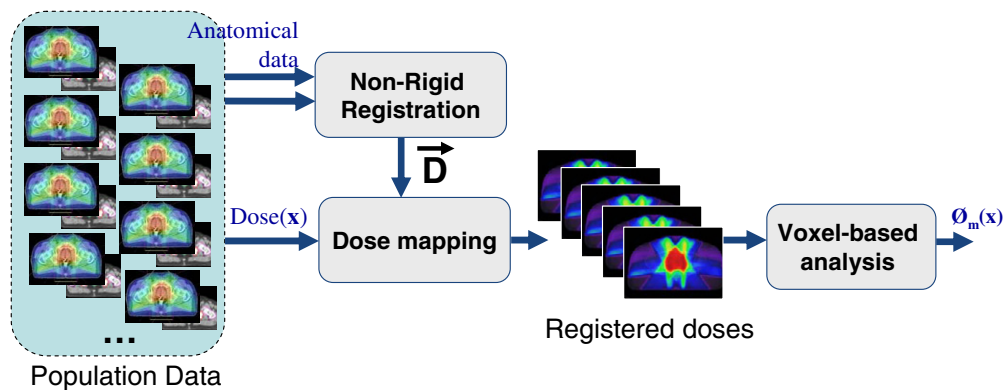 Anatomical
data
Non-Rigid
Registration
D
Dose(x)
Dose mapping
Voxel-based
analysis
Ø_m(x)
Registered doses
...
Population Data